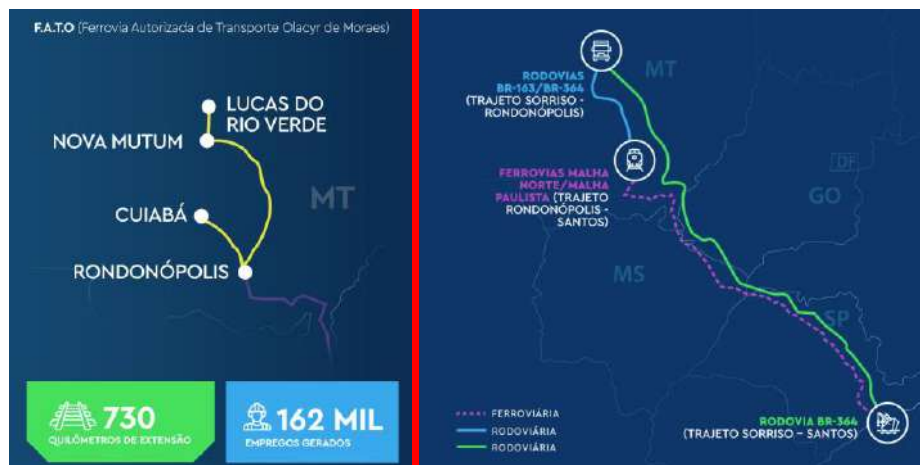 F.A.T.O (Ferrovia Autorizada de Transporte Olacyr de Moraes)
LUCAS DO
RIO VERDE
NOVA MUTUM
CUIABÁ
MT
RONDONÓPOLIS
730
QUILÔMETROS DE EXTENSÃO
162 MIL
EMPREGOS GERADOS
MT
RODOVIAS
BR-163/BR-364
(TRAJETO SORRISO -
RONDONÓPOLIS)
FERROVIAS MALHA
NORTE/MALHA
PAULISTA (TRAJETO
RONDONÓPOLIS -
SANTOS)
DF
GO
MS
SP
FERROVIÁRIA
RODOVIÁRIA
RODOVIÁRIA
RODOVIA BR-364
(TRAJETO SORRISO – SANTOS)